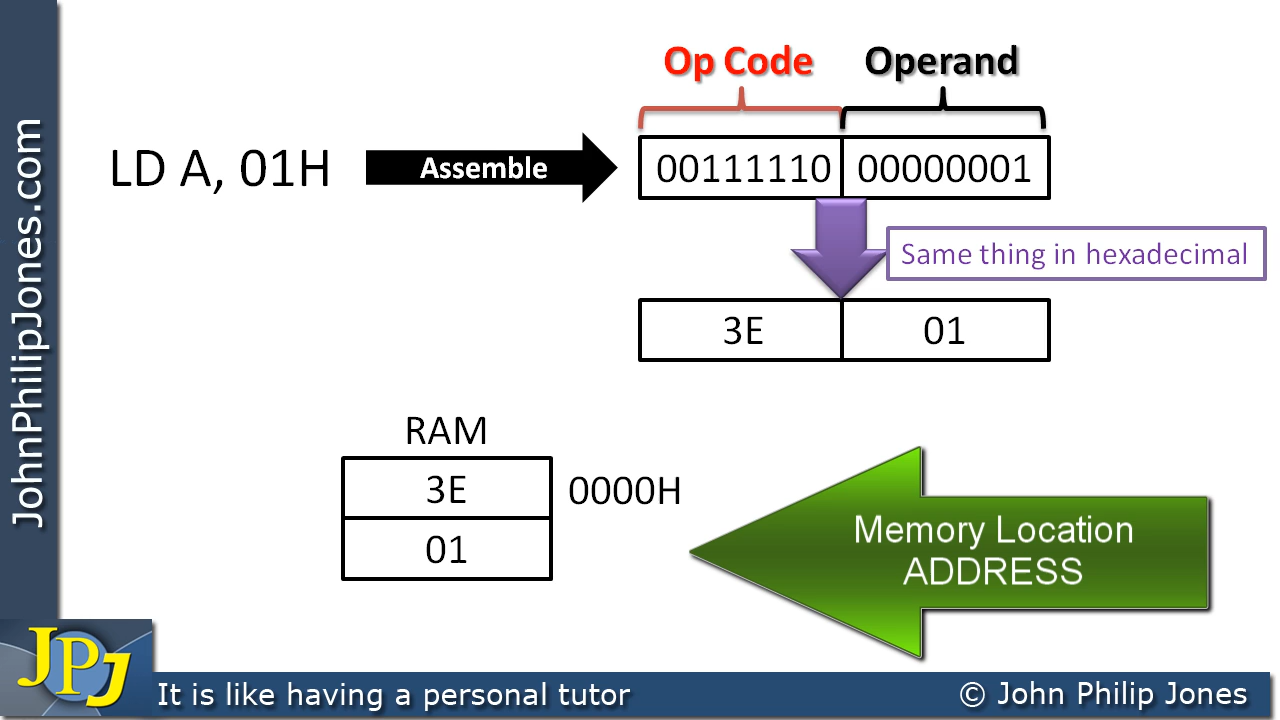 Op Code Operand
LD A, 01H Assemble 00111110 00000001
Same thing in hexadecimal
3E 01
RAM
3E 0000H
01
Memory Location
ADDRESS
JohnPhilipJones.com
JPJ
It is like having a personal tutor
© John Philip Jones